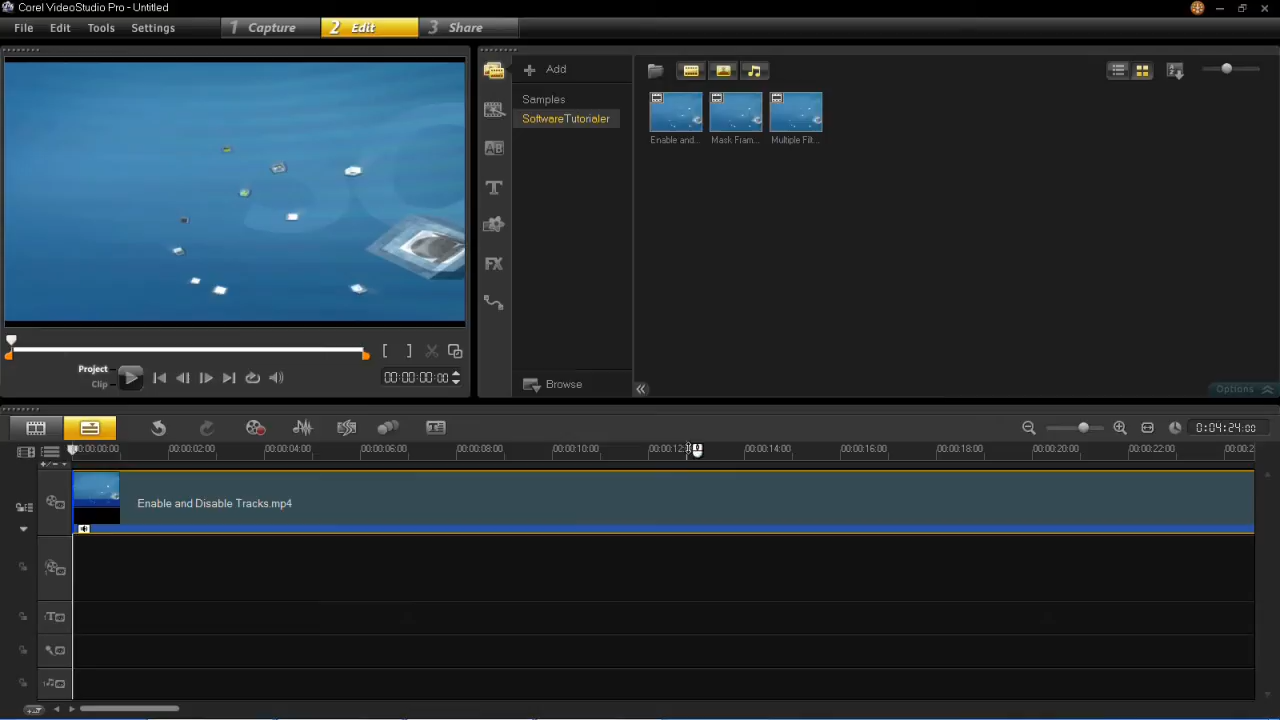 Corel VideoStudio Pro - Untitled
File Edit Tools Settings 1 Capture 2 Edit 3 Share
Add
Samples
SoftwareTutorialer
Enable and... Mask Fram... Multiple Filt...
Project
Clip
00:00:00:00
Browse
Options
0:04:24:00
00:00:00:00 00:00:02:00 00:00:04:00 00:00:06:00 00:00:08:00 00:00:10:00 00:00:12:0 00:00:14:00 00:00:16:00 00:00:18:00 00:00:20:00 00:00:22:00 00:00:2
Enable and Disable Tracks.mp4